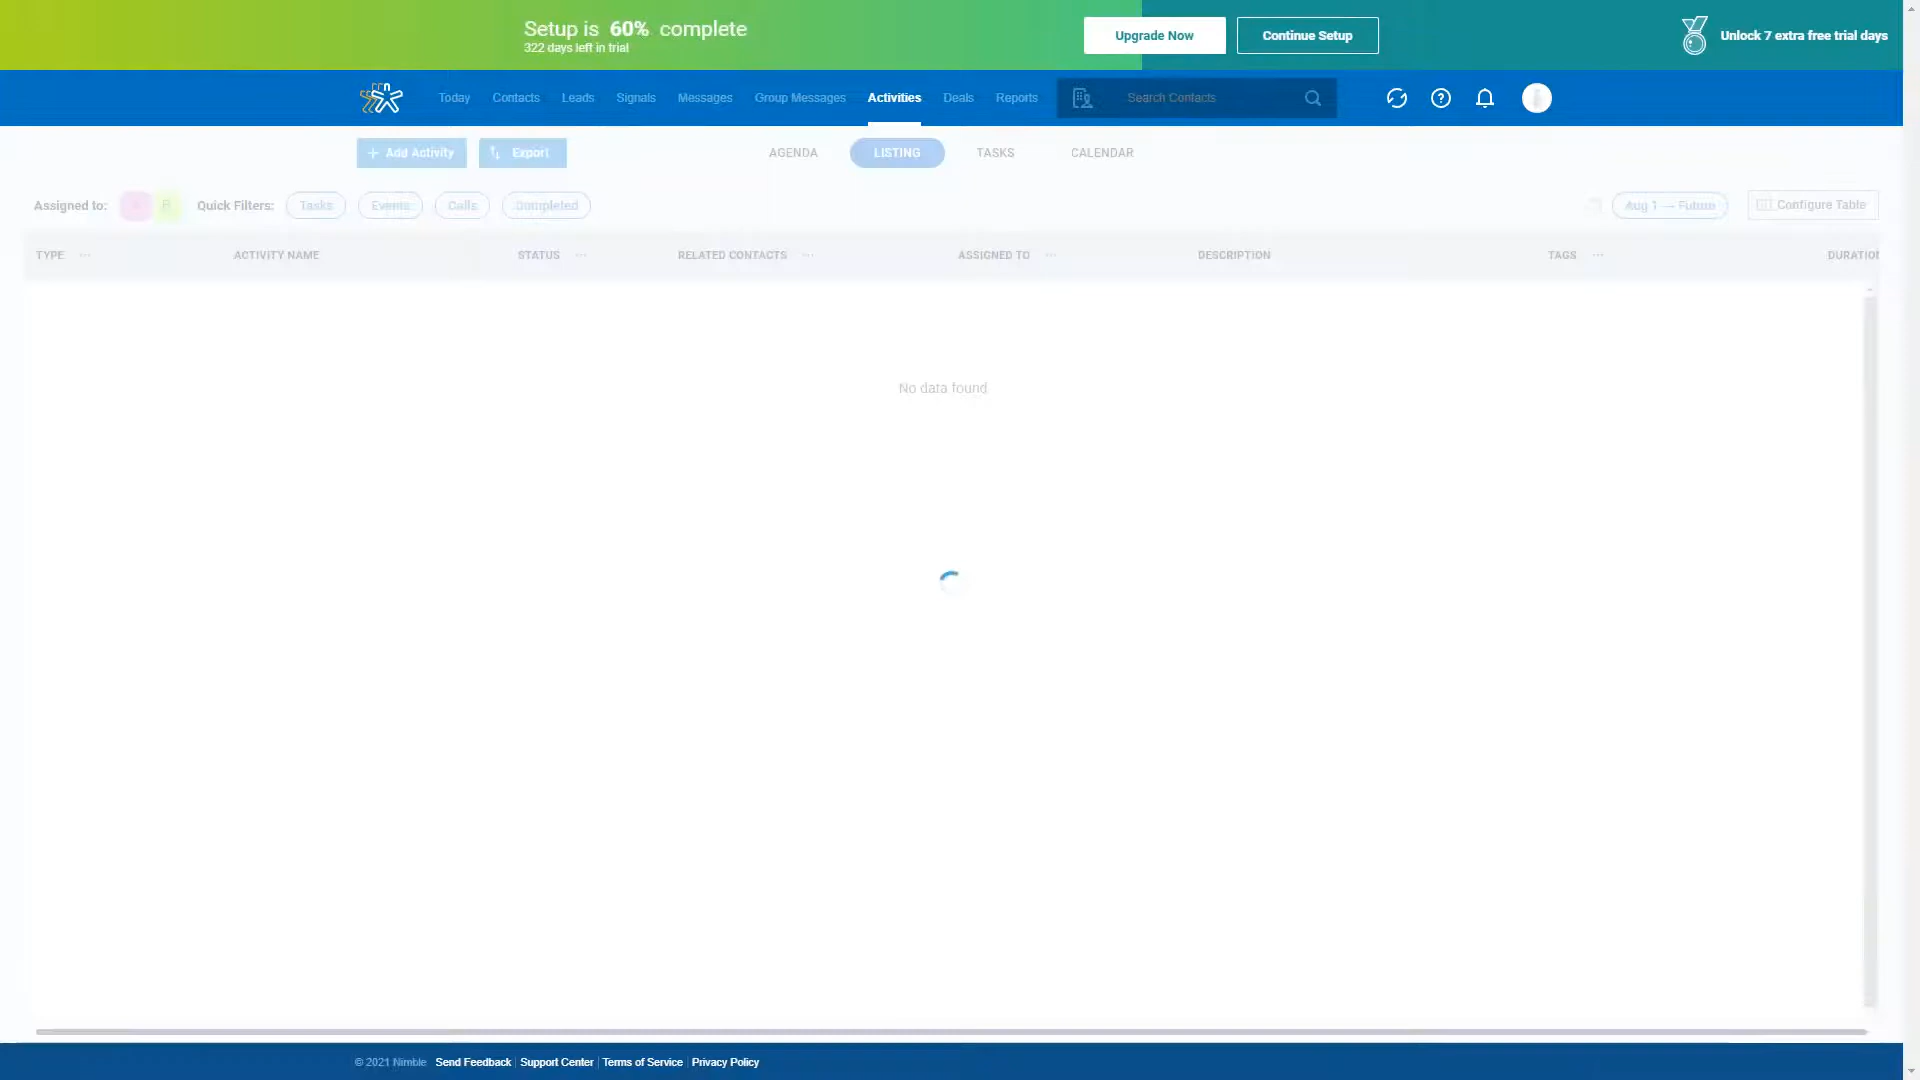 Setup is 60% complete
322 days left in trial
Upgrade Now
Continue Setup
Unlock 7 extra free trial days
Today
Contacts
Leads
Signals
Messages
Group Messages
Activities
Deals
Reports
Search Contacts
Add Activity
Export
AGENDA
LISTING
TASKS
CALENDAR
Assigned to:
R
Quick Filters:
Tasks
Events
Calls
Completed
Aug 1 — Future
Configure Table
TYPE
ACTIVITY NAME
STATUS
RELATED CONTACTS
ASSIGNED TO
DESCRIPTION
TAGS
DURATION
No data found
© 2021 Nimble
Send Feedback
Support Center
Terms of Service
Privacy Policy